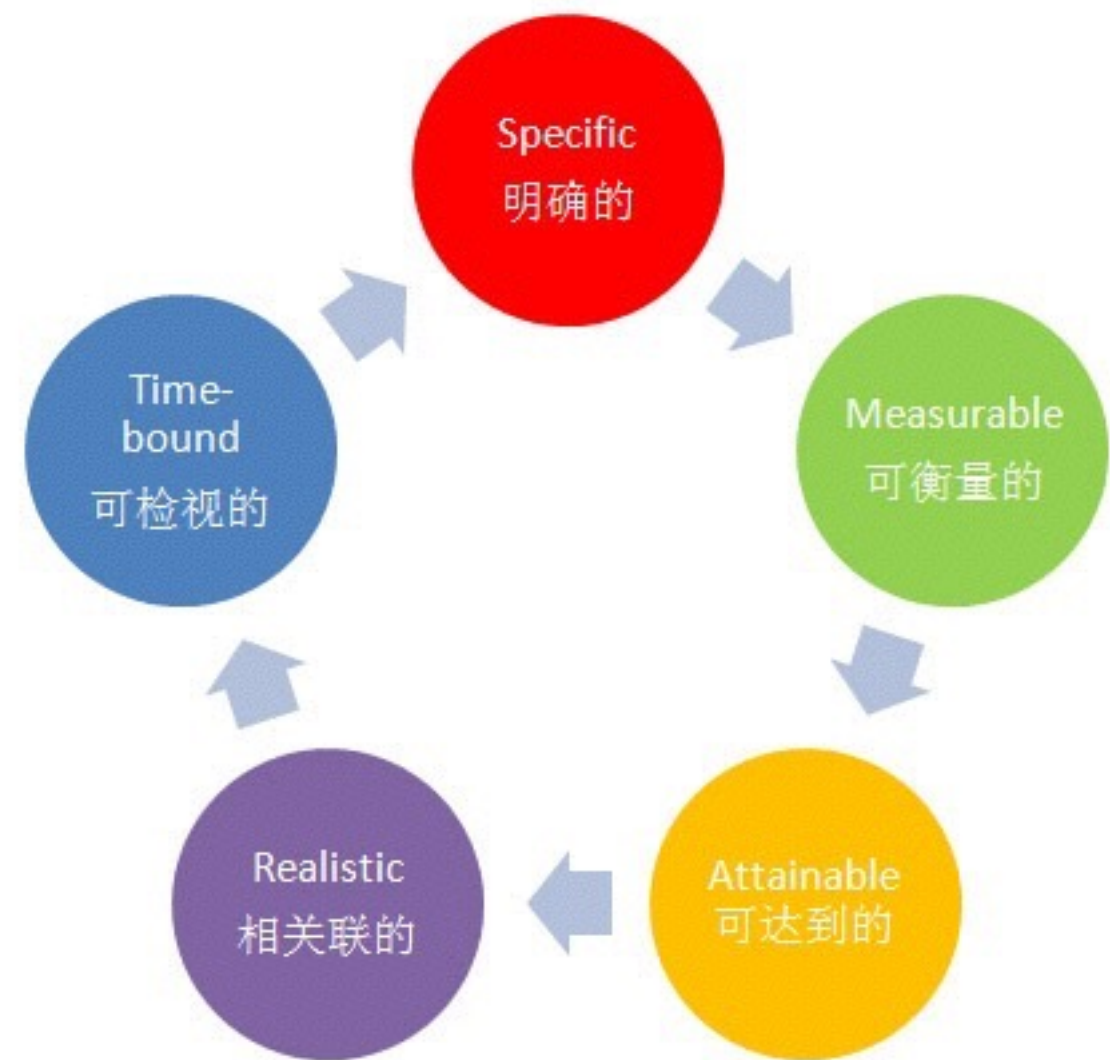 Specific
明确的
Measurable
可衡量的
Attainable
可达到的
Realistic
相关联的
Time-
bound
可检视的